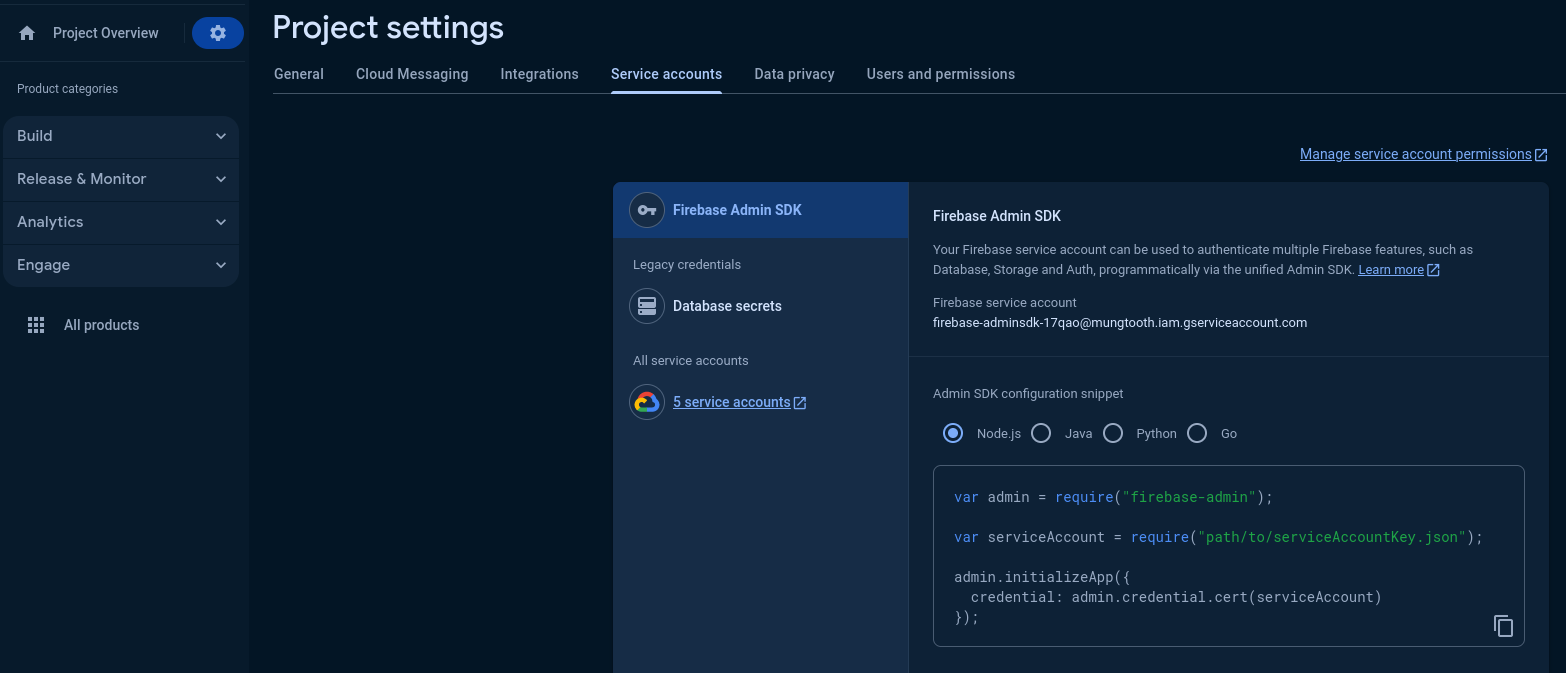 Project Overview
Product categories
Build
Release & Monitor
Analytics
Engage
All products
Project settings
General Cloud Messaging Integrations Service accounts Data privacy Users and permissions
Manage service account permissions
Firebase Admin SDK
Legacy credentials
Database secrets
All service accounts
5 service accounts
Firebase Admin SDK
Your Firebase service account can be used to authenticate multiple Firebase features, such as
Database, Storage and Auth, programmatically via the unified Admin SDK. Learn more
Firebase service account
firebase-adminsdk-17qao@mungtooth.iam.gserviceaccount.com
Admin SDK configuration snippet
Node.js Java Python Go
var admin = require("firebase-admin");
var serviceAccount = require("path/to/serviceAccountKey.json");
admin.initializeApp({
  credential: admin.credential.cert(serviceAccount)
});